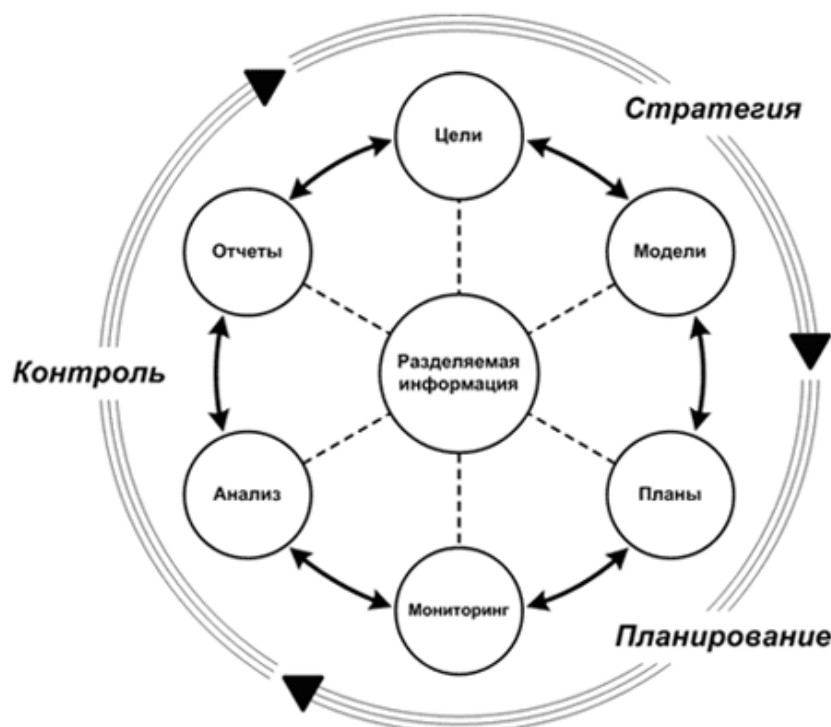 Цели
Стратегия
Отчеты
Модели
Разделяемая
информация
Контроль
Анализ
Планы
Мониторинг
Планирование